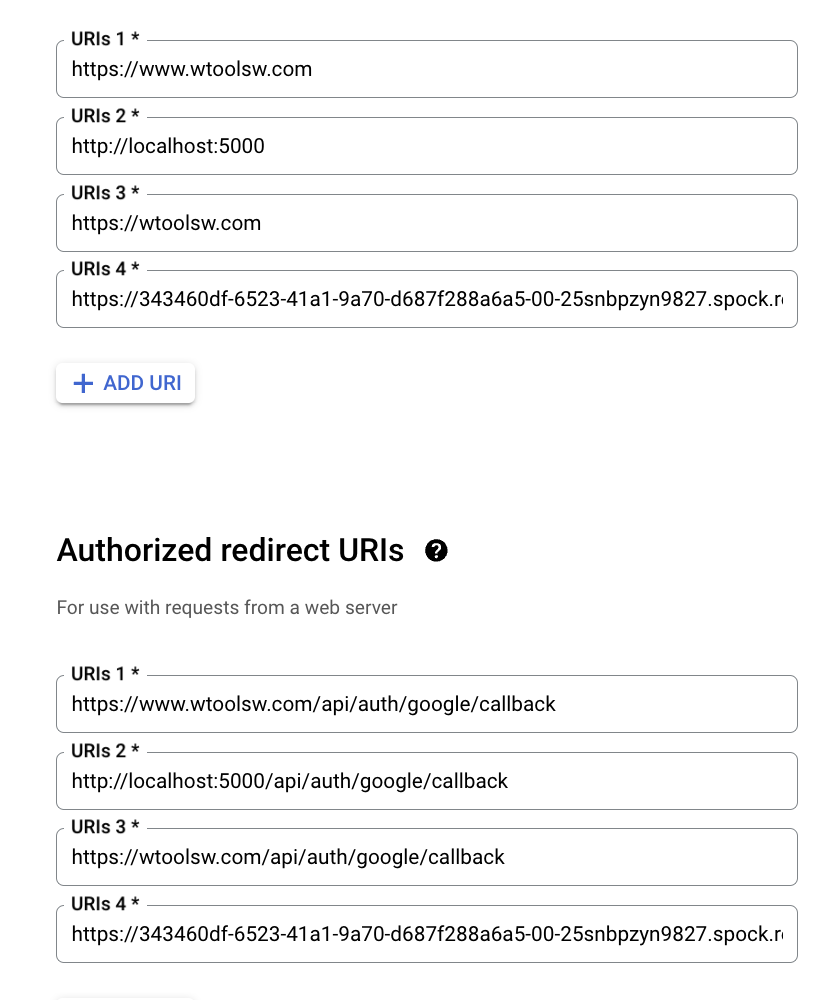 URIs 1 *
https://www.wtoolsw.com
URIs 2 *
http://localhost:5000
URIs 3 *
https://wtoolsw.com
URIs 4 *
https://343460df-6523-41a1-9a70-d687f288a6a5-00-25snbpzyn9827.spock.r
ADD URI
Authorized redirect URIs
For use with requests from a web server
URIs 1 *
https://www.wtoolsw.com/api/auth/google/callback
URIs 2 *
http://localhost:5000/api/auth/google/callback
URIs 3 *
https://wtoolsw.com/api/auth/google/callback
URIs 4 *
https://343460df-6523-41a1-9a70-d687f288a6a5-00-25snbpzyn9827.spock.r